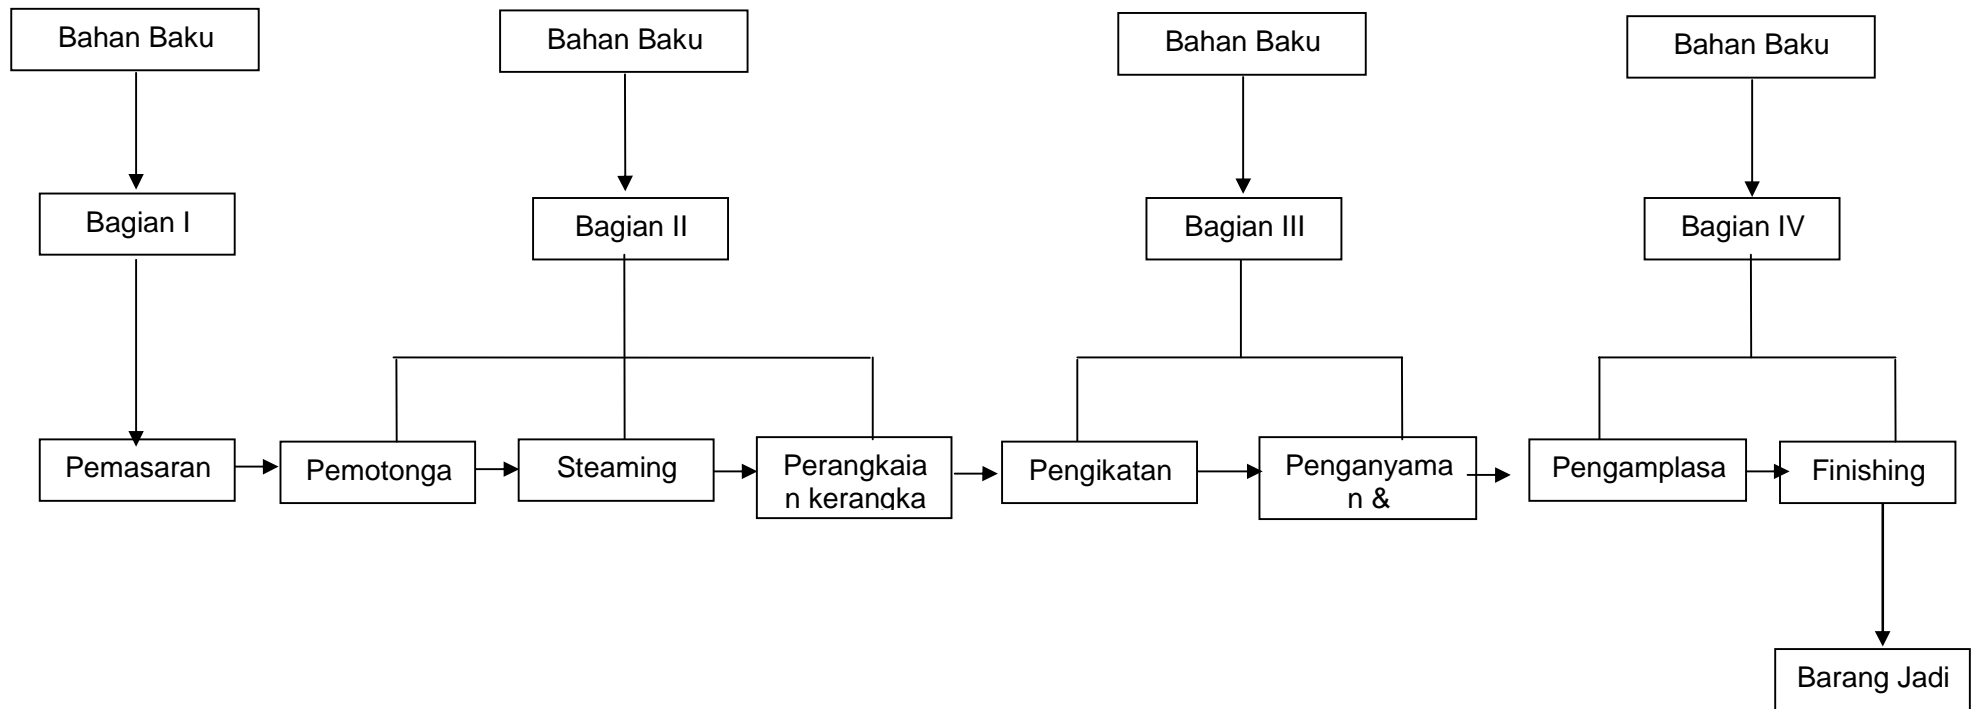 Bahan Baku
Bahan Baku
Bahan Baku
Bahan Baku
Bagian I
Bagian II
Bagian III
Bagian IV
Pemasaran
Pemotonga
Steaming
Perangkaia
n kerangka
Pengikatan
Penganyama
n &
Pengamplasa
Finishing
Barang Jadi